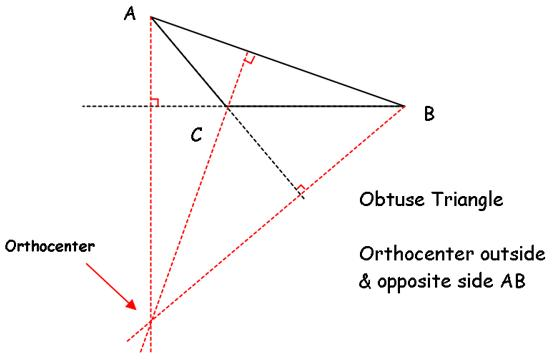 A
B
C
Obtuse Triangle
Orthocenter
Orthocenter outside
& opposite side AB